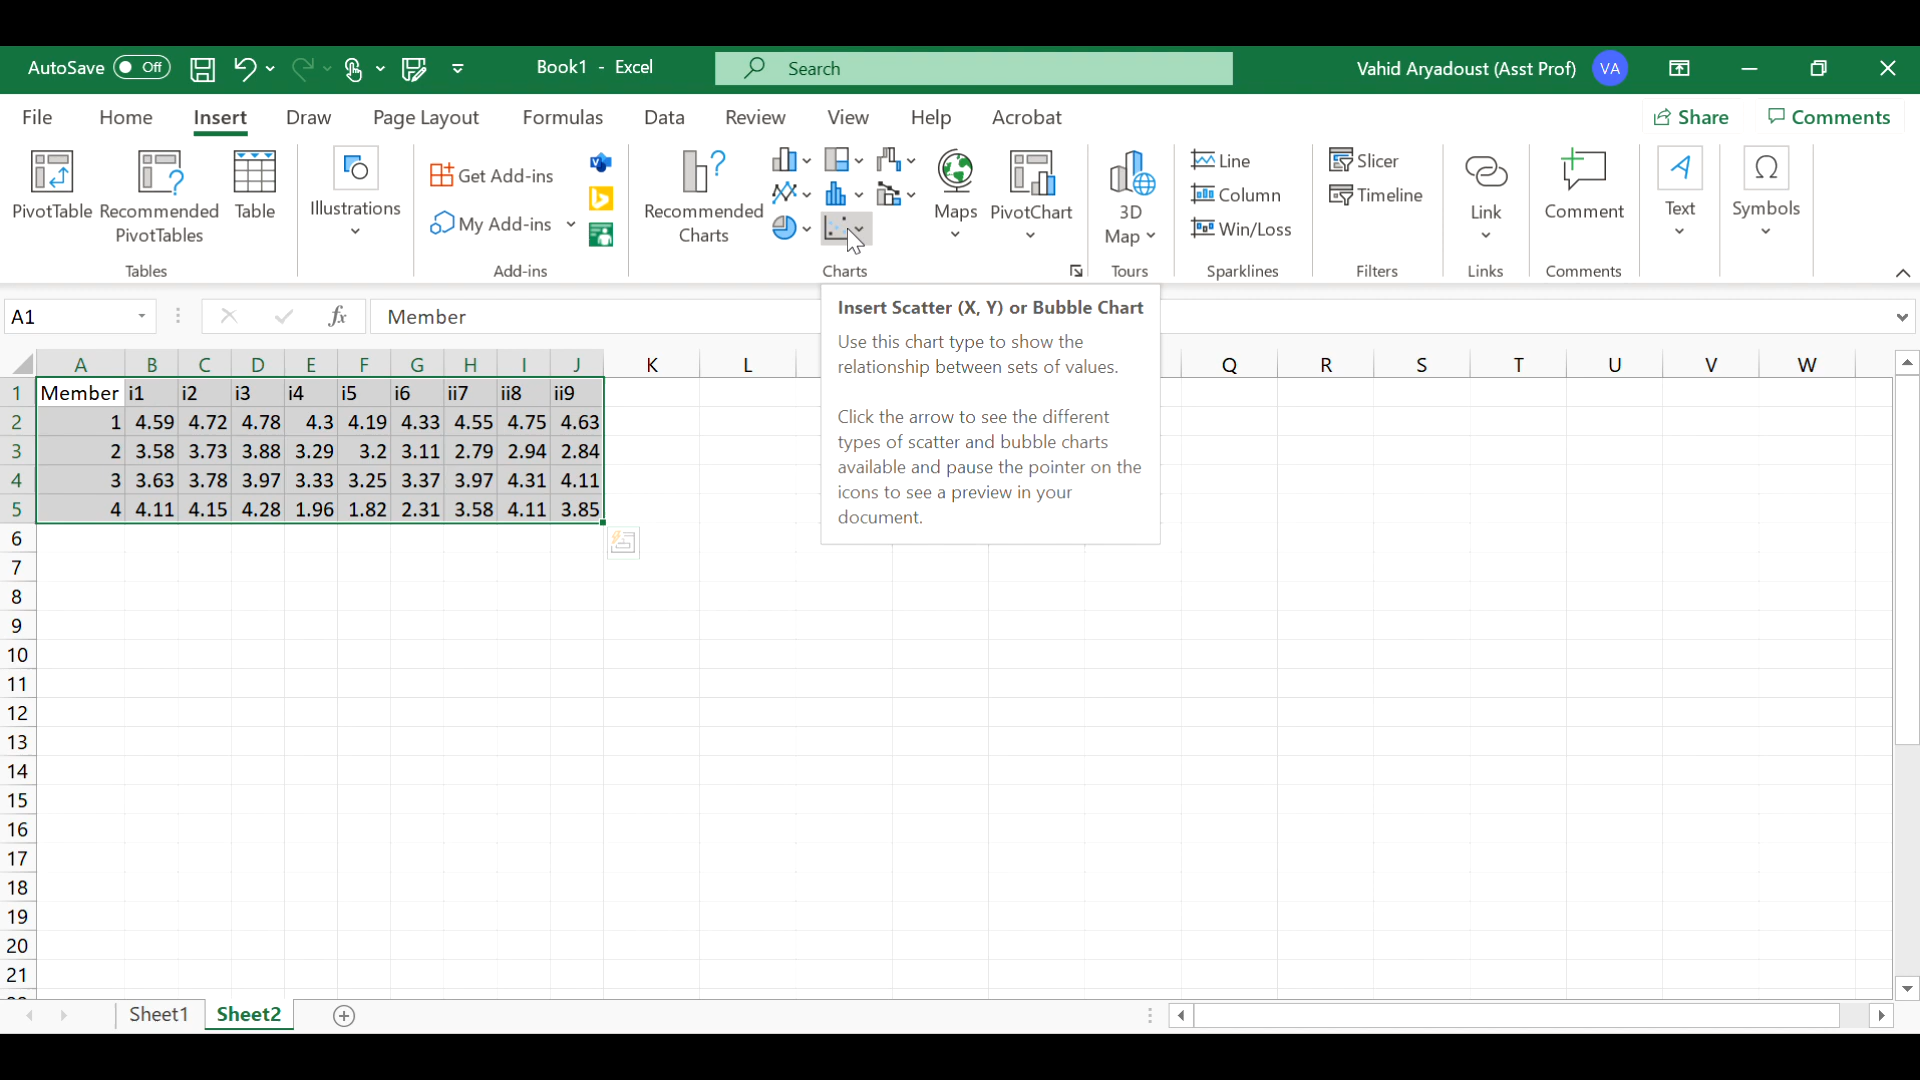 AutoSave Off Book1 - Excel Search Vahid Aryadoust (Asst Prof) VA
File Home Insert Draw Page Layout Formulas Data Review View Help Acrobat Share Comments
PivotTable
Recommended
PivotTables
Table
Tables
Illustrations
Get Add-ins
My Add-ins
Add-ins
Recommended
Charts
Maps
PivotChart
Charts
3D
Map
Tours
Line
Column
Win/Loss
Sparklines
Slicer
Timeline
Filters
Link
Links
Comment
Comments
Text
Symbols
A1 fx Member
Insert Scatter (X, Y) or Bubble Chart
Use this chart type to show the
relationship between sets of values.
Click the arrow to see the different
types of scatter and bubble charts
available and pause the pointer on the
icons to see a preview in your
document.
A B C D E F G H I J K L Q R S T U V W
1 Member i1 i2 i3 i4 i5 i6 ii7 ii8 ii9
2 1 4.59 4.72 4.78 4.3 4.19 4.33 4.55 4.75 4.63
3 2 3.58 3.73 3.88 3.29 3.2 3.11 2.79 2.94 2.84
4 3 3.63 3.78 3.97 3.33 3.25 3.37 3.97 4.31 4.11
5 4 4.11 4.15 4.28 1.96 1.82 2.31 3.58 4.11 3.85
6
7
8
9
10
11
12
13
14
15
16
17
18
19
20
21
Sheet1 Sheet2